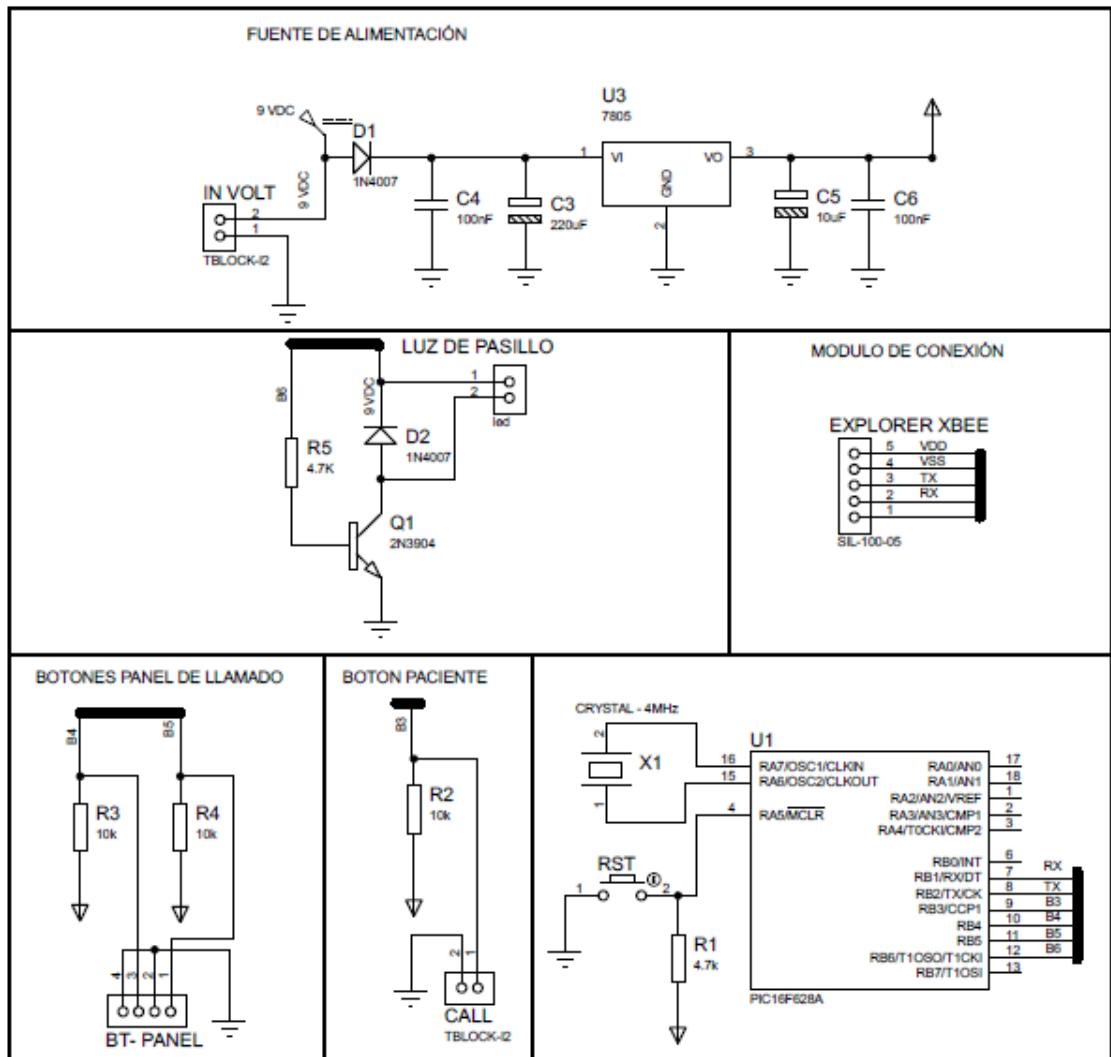 FUENTE DE ALIMENTACIÓN
9 VDC
D1
1N4007
9 VDC
IN VOLT
2
1
TBLOCK-I2
C4
100nF
C3
220uF
U3
7805
1
VI
VO
3
GND
2
C5
10uF
C6
100nF
LUZ DE PASILLO
B6
9 VDC
1
2
led
R5
4.7K
D2
1N4007
Q1
2N3904
MODULO DE CONEXIÓN
EXPLORER XBEE
5 VDD
4 VSS
3 TX
2 RX
1
SIL-100-05
BOTONES PANEL DE LLAMADO
B4
B5
R3
10k
R4
10k
4
3
2
1
BT- PANEL
BOTON PACIENTE
B3
R2
10k
2
1
CALL
TBLOCK-I2
CRYSTAL - 4MHz
2
X1
1
RST
1
2
R1
4.7k
U1
16 RA7/OSC1/CLKIN
15 RA6/OSC2/CLKOUT
4 RA5/MCLR
RA0/AN0 17
RA1/AN1 18
RA2/AN2/VREF 1
RA3/AN3/CMP1 2
RA4/T0CKI/CMP2 3
RB0/INT 6
RB1/RX/DT 7 RX
RB2/TX/CK 8 TX
RB3/CCP1 9 B3
RB4 10 B4
RB5 11 B5
RB6/T1OSO/T1CKI 12 B6
RB7/T1OSI 13
PIC16F628A